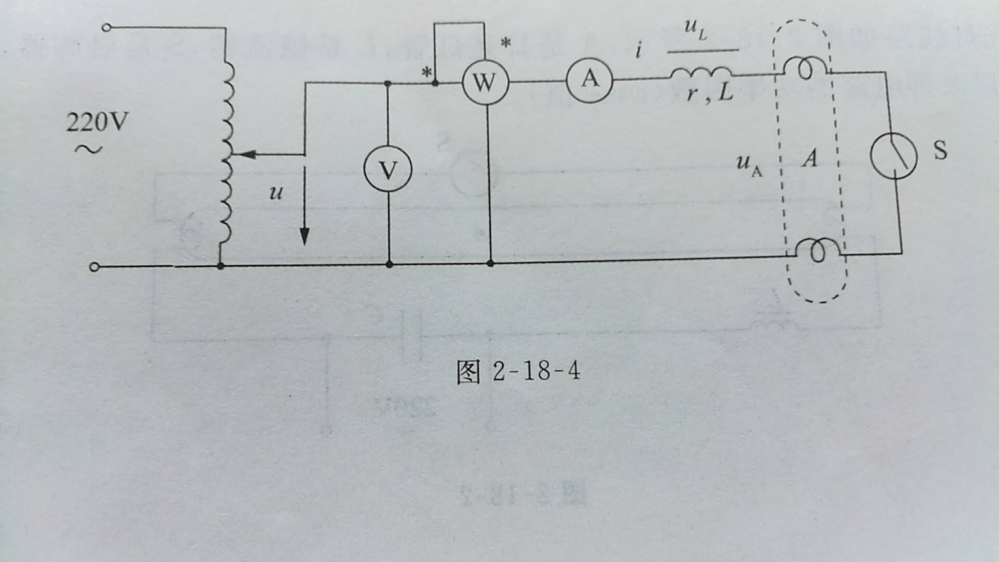 220V
~
u
*
*
W
A
V
i
u_L
r, L
u_A
A
S
图 2-18-4